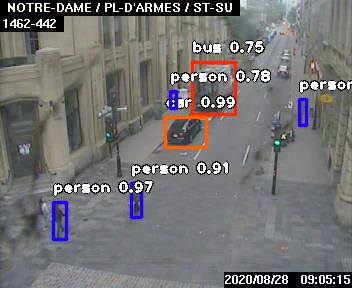 NOTRE-DAME / PL-D'ARMES / ST-SU
1462-442
bus 0.75
person 0.78
person
car 0.99
person 0.91
person 0.97
2020/08/28 09:05:15